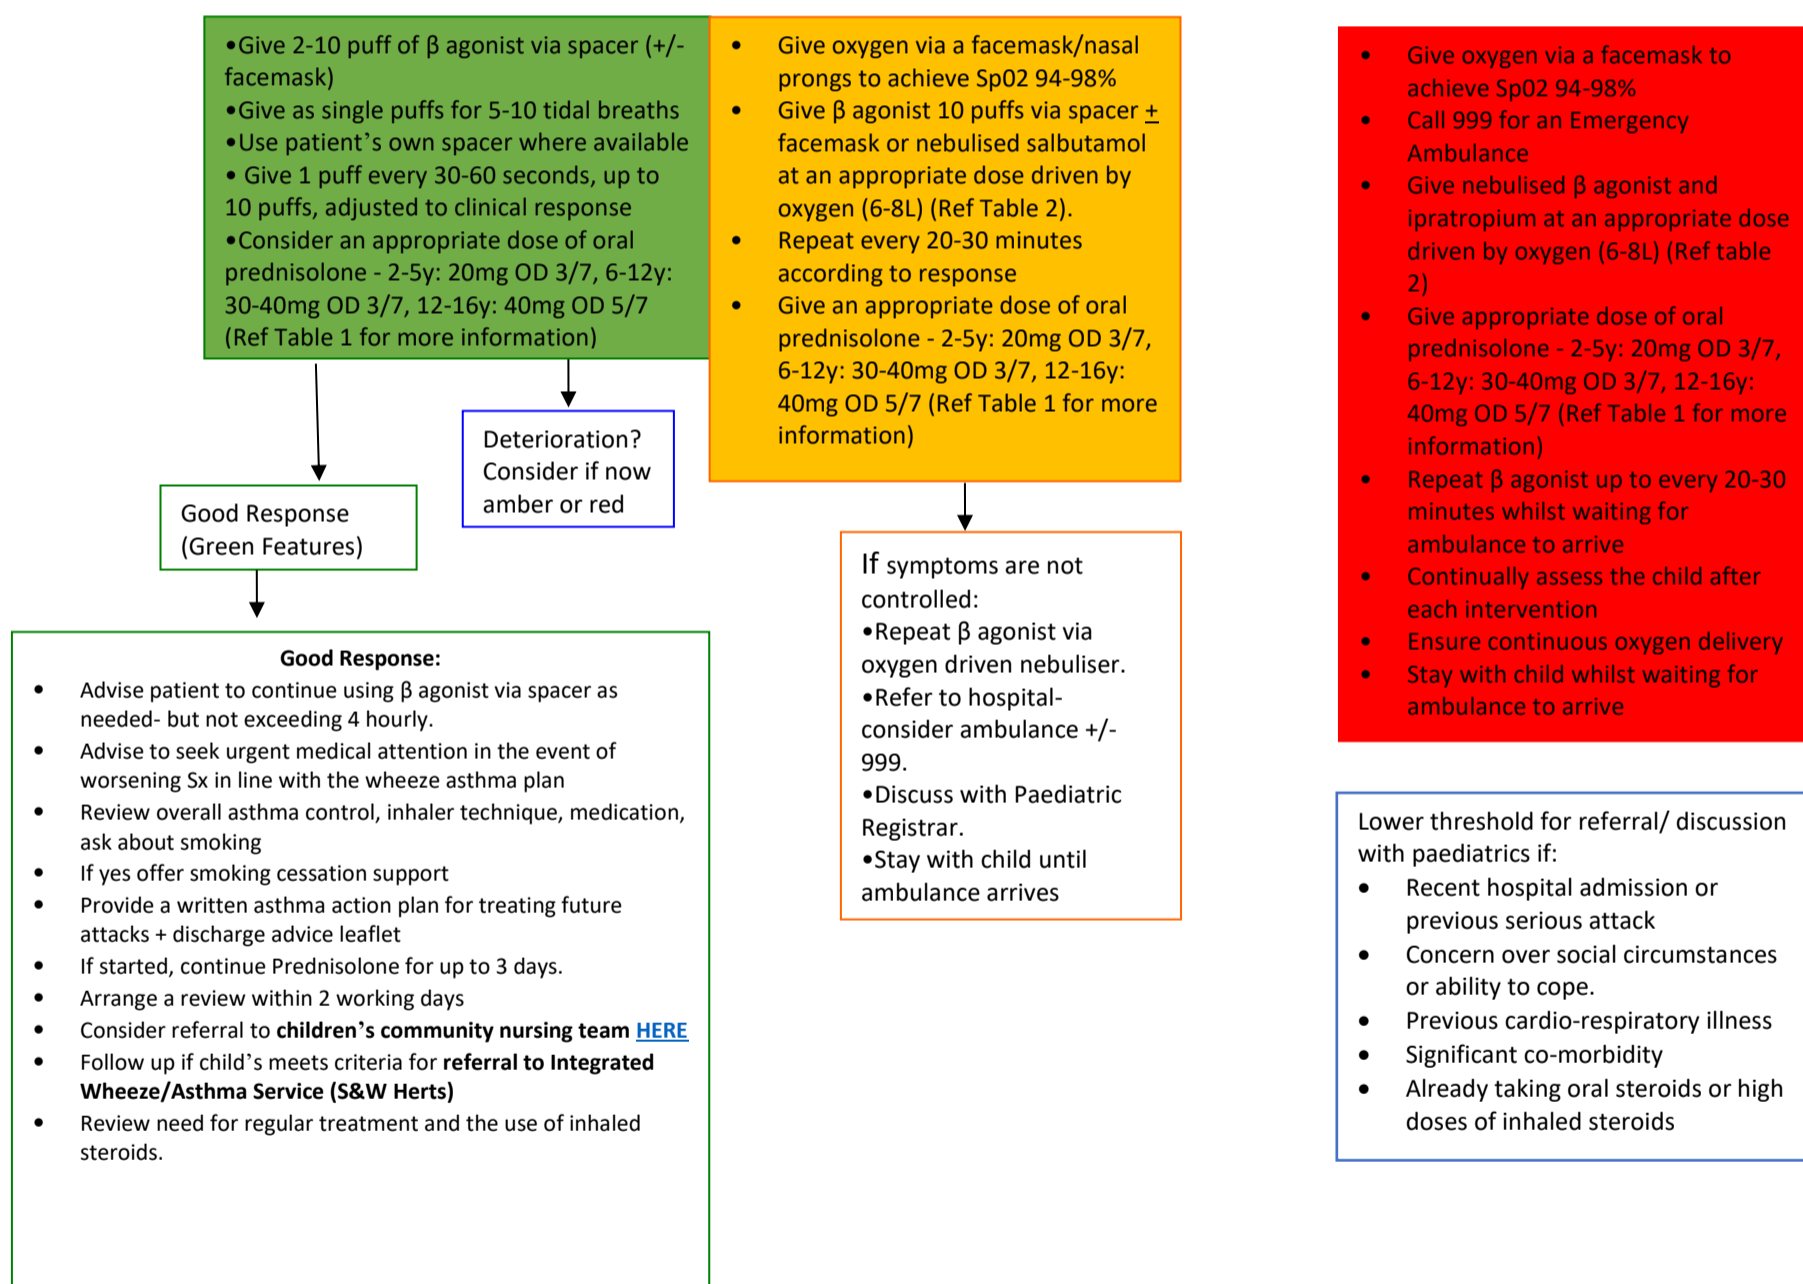 •Give 2-10 puff of β agonist via spacer (+/-
facemask)
•Give as single puffs for 5-10 tidal breaths
•Use patient’s own spacer where available
• Give 1 puff every 30-60 seconds, up to
10 puffs, adjusted to clinical response
•Consider an appropriate dose of oral
prednisolone - 2-5y: 20mg OD 3/7, 6-12y:
30-40mg OD 3/7, 12-16y: 40mg OD 5/7
(Ref Table 1 for more information)
Deterioration?
Consider if now
amber or red
Good Response
(Green Features)
Good Response:
• Advise patient to continue using β agonist via spacer as
needed- but not exceeding 4 hourly.
• Advise to seek urgent medical attention in the event of
worsening Sx in line with the wheeze asthma plan
• Review overall asthma control, inhaler technique, medication,
ask about smoking
• If yes offer smoking cessation support
• Provide a written asthma action plan for treating future
attacks + discharge advice leaflet
• If started, continue Prednisolone for up to 3 days.
• Arrange a review within 2 working days
• Consider referral to children’s community nursing team HERE
• Follow up if child’s meets criteria for referral to Integrated
Wheeze/Asthma Service (S&W Herts)
• Review need for regular treatment and the use of inhaled
steroids.
• Give oxygen via a facemask/nasal
prongs to achieve Sp02 94-98%
• Give β agonist 10 puffs via spacer +
facemask or nebulised salbutamol
at an appropriate dose driven by
oxygen (6-8L) (Ref Table 2).
• Repeat every 20-30 minutes
according to response
• Give an appropriate dose of oral
prednisolone - 2-5y: 20mg OD 3/7,
6-12y: 30-40mg OD 3/7, 12-16y:
40mg OD 5/7 (Ref Table 1 for more
information)
If symptoms are not
controlled:
•Repeat β agonist via
oxygen driven nebuliser.
•Refer to hospital-
consider ambulance +/-
999.
•Discuss with Paediatric
Registrar.
•Stay with child until
ambulance arrives
• Give oxygen via a facemask to
achieve Sp02 94-98%
• Call 999 for an Emergency
Ambulance
• Give nebulised β agonist and
ipratropium at an appropriate dose
driven by oxygen (6-8L) (Ref table
2)
• Give appropriate dose of oral
prednisolone - 2-5y: 20mg OD 3/7,
6-12y: 30-40mg OD 3/7, 12-16y:
40mg OD 5/7 (Ref Table 1 for more
information)
• Repeat β agonist up to every 20-30
minutes whilst waiting for
ambulance to arrive
• Continually assess the child after
each intervention
• Ensure continuous oxygen delivery
• Stay with child whilst waiting for
ambulance to arrive
Lower threshold for referral/ discussion
with paediatrics if:
• Recent hospital admission or
previous serious attack
• Concern over social circumstances
or ability to cope.
• Previous cardio-respiratory illness
• Significant co-morbidity
• Already taking oral steroids or high
doses of inhaled steroids